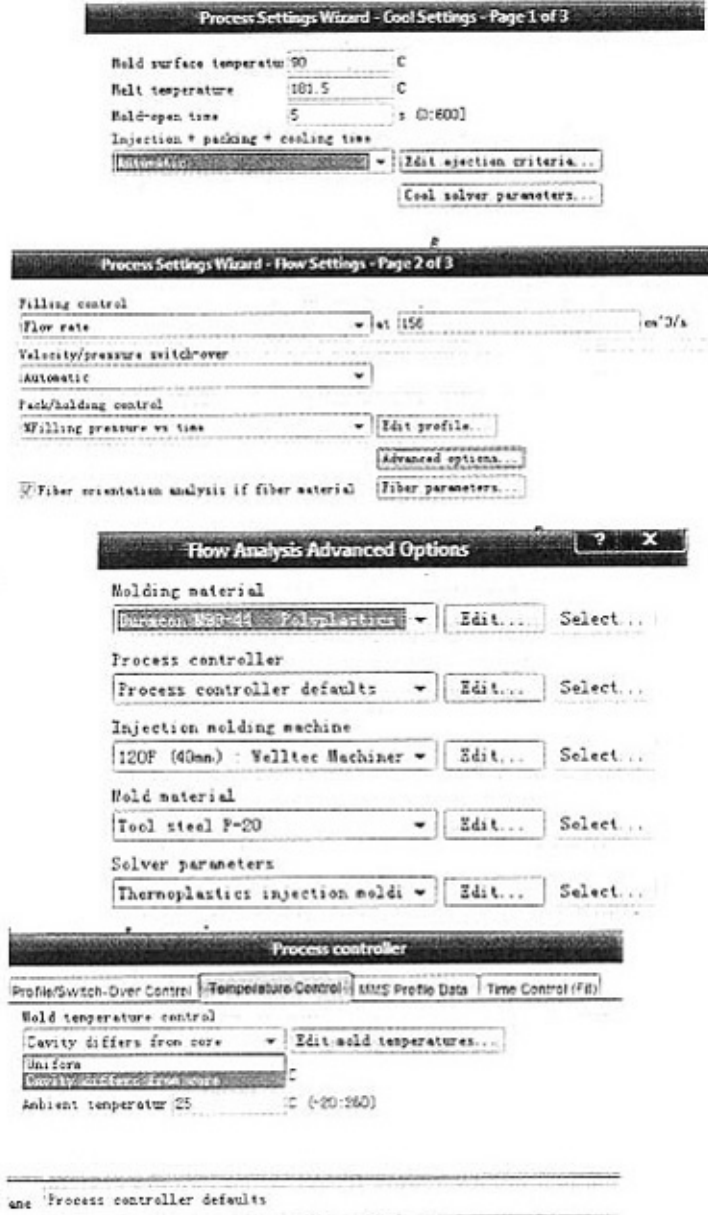 Process Settings Wizard - Cool Settings - Page 1 of 3
Mold surface temperatur 90 C
Melt temperature 181.5 C
Mold-open time 5 s (0:600]
Injection + packing + cooling time
Automatic Edit ejection criteria...
Cool solver parameters...
Process Settings Wizard - Flow Settings - Page 2 of 3
Filling control
Flow rate at cm^3/s
Velocity/pressure switch-over
Automatic
Pack/holding control
%Filling pressure vs time Edit profile...
Advanced options...
Fiber orientation analysis if fiber material Fiber parameters...
Flow Analysis Advanced Options ? X
Molding material
Polyplastics Edit... Select...
Process controller
Process controller defaults Edit... Select...
Injection molding machine
120F (40mm) : Welltec Machiner Edit... Select...
Mold material
Tool steel P-20 Edit... Select...
Solver parameters
Thermoplastics injection moldi Edit... Select...
Process controller
Profile/Switch-Over Control Temperature Control MMS Profile Data Time Control (Fill)
Mold temperature control
Cavity differs from core Edit mold temperatures...
Uniform
Cavity differs from core C
Ambient temperatur 25 C (-20:260)
ame Process controller defaults